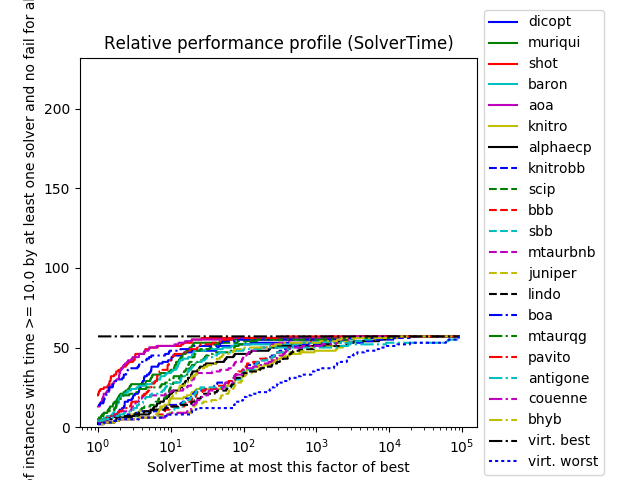 Relative performance profile (SolverTime)
of instances with time >= 10.0 by at least one solver and no fail for
200
150
100
50
0
10^0 10^1 10^2 10^3 10^4 10^5
SolverTime at most this factor of best
dicopt
muriqui
shot
baron
aoa
knitro
alphaecp
knitrobb
scip
bbb
sbb
mtaurbnb
juniper
lindo
boa
mtaurqg
pavito
antigone
couenne
bhyb
virt. best
virt. worst